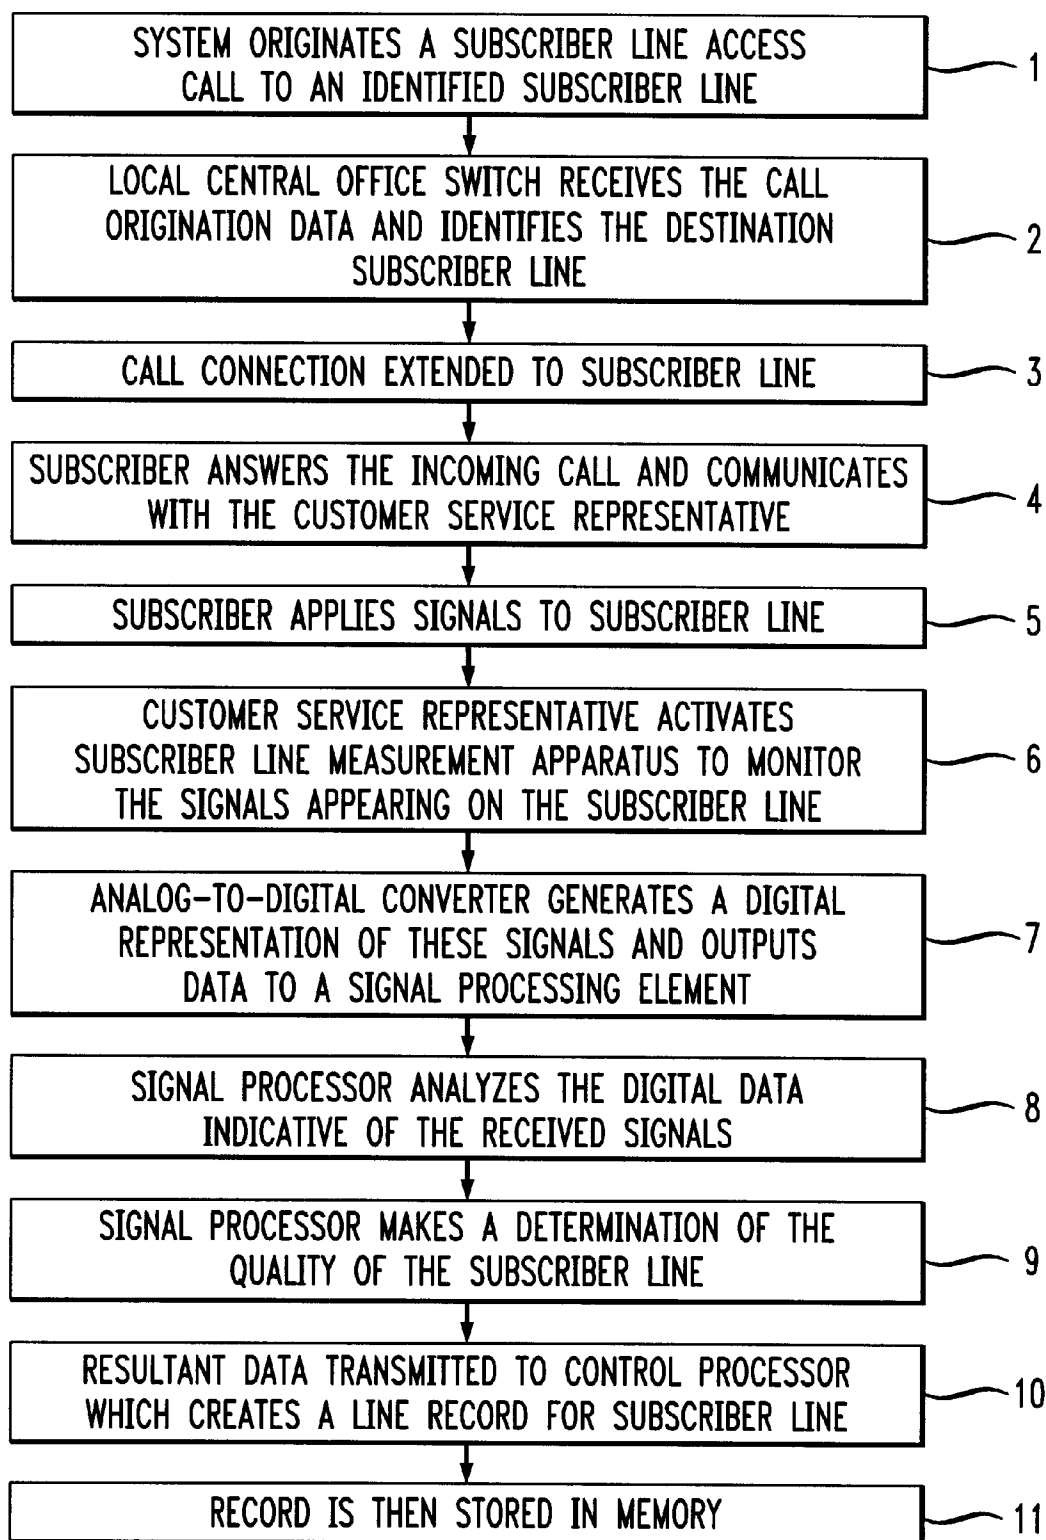 SYSTEM ORIGINATES A SUBSCRIBER LINE ACCESS
CALL TO AN IDENTIFIED SUBSCRIBER LINE
1
LOCAL CENTRAL OFFICE SWITCH RECEIVES THE CALL
ORIGINATION DATA AND IDENTIFIES THE DESTINATION
SUBSCRIBER LINE
2
CALL CONNECTION EXTENDED TO SUBSCRIBER LINE
3
SUBSCRIBER ANSWERS THE INCOMING CALL AND COMMUNICATES
WITH THE CUSTOMER SERVICE REPRESENTATIVE
4
SUBSCRIBER APPLIES SIGNALS TO SUBSCRIBER LINE
5
CUSTOMER SERVICE REPRESENTATIVE ACTIVATES
SUBSCRIBER LINE MEASUREMENT APPARATUS TO MONITOR
THE SIGNALS APPEARING ON THE SUBSCRIBER LINE
6
ANALOG-TO-DIGITAL CONVERTER GENERATES A DIGITAL
REPRESENTATION OF THESE SIGNALS AND OUTPUTS
DATA TO A SIGNAL PROCESSING ELEMENT
7
SIGNAL PROCESSOR ANALYZES THE DIGITAL DATA
INDICATIVE OF THE RECEIVED SIGNALS
8
SIGNAL PROCESSOR MAKES A DETERMINATION OF THE
QUALITY OF THE SUBSCRIBER LINE
9
RESULTANT DATA TRANSMITTED TO CONTROL PROCESSOR
WHICH CREATES A LINE RECORD FOR SUBSCRIBER LINE
10
RECORD IS THEN STORED IN MEMORY
11